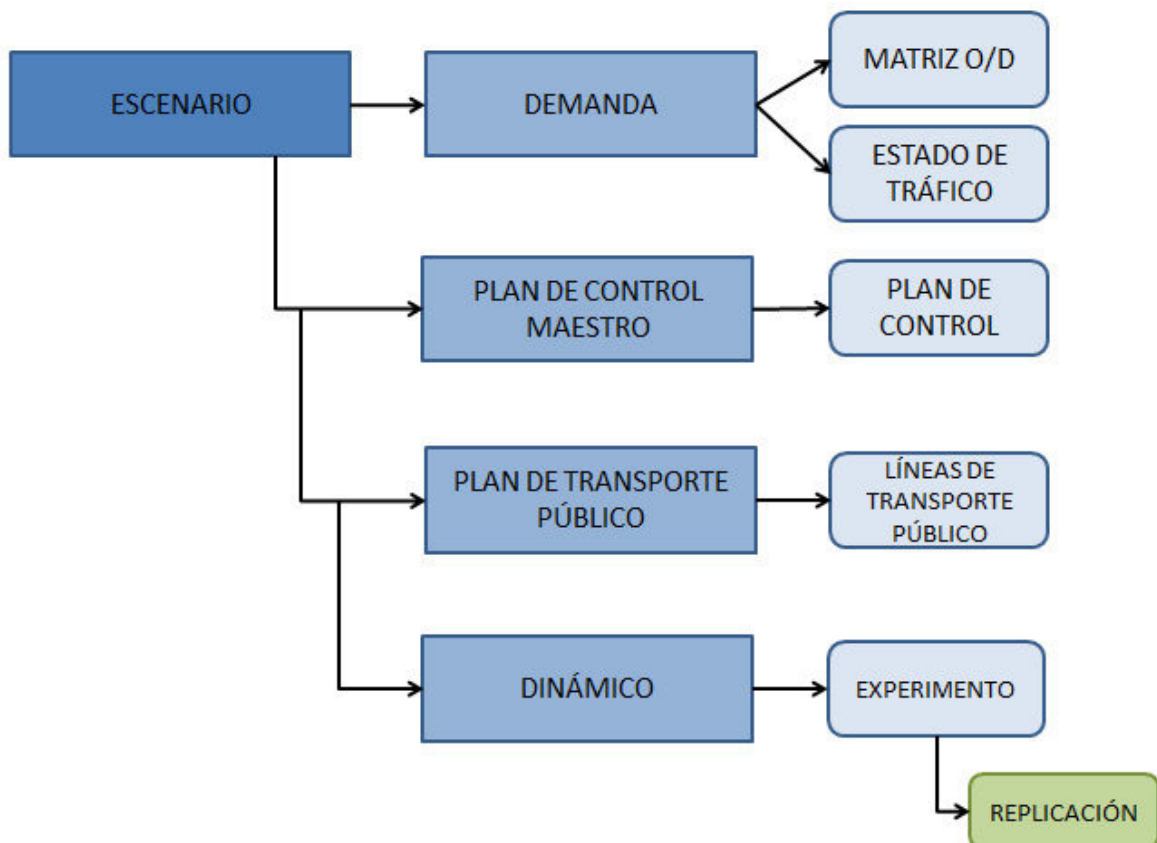 ESCENARIO
DEMANDA
MATRIZ O/D
ESTADO DE
TRÁFICO
PLAN DE CONTROL
MAESTRO
PLAN DE
CONTROL
PLAN DE TRANSPORTE
PÚBLICO
LÍNEAS DE
TRANSPORTE
PÚBLICO
DINÁMICO
EXPERIMENTO
REPLICACIÓN